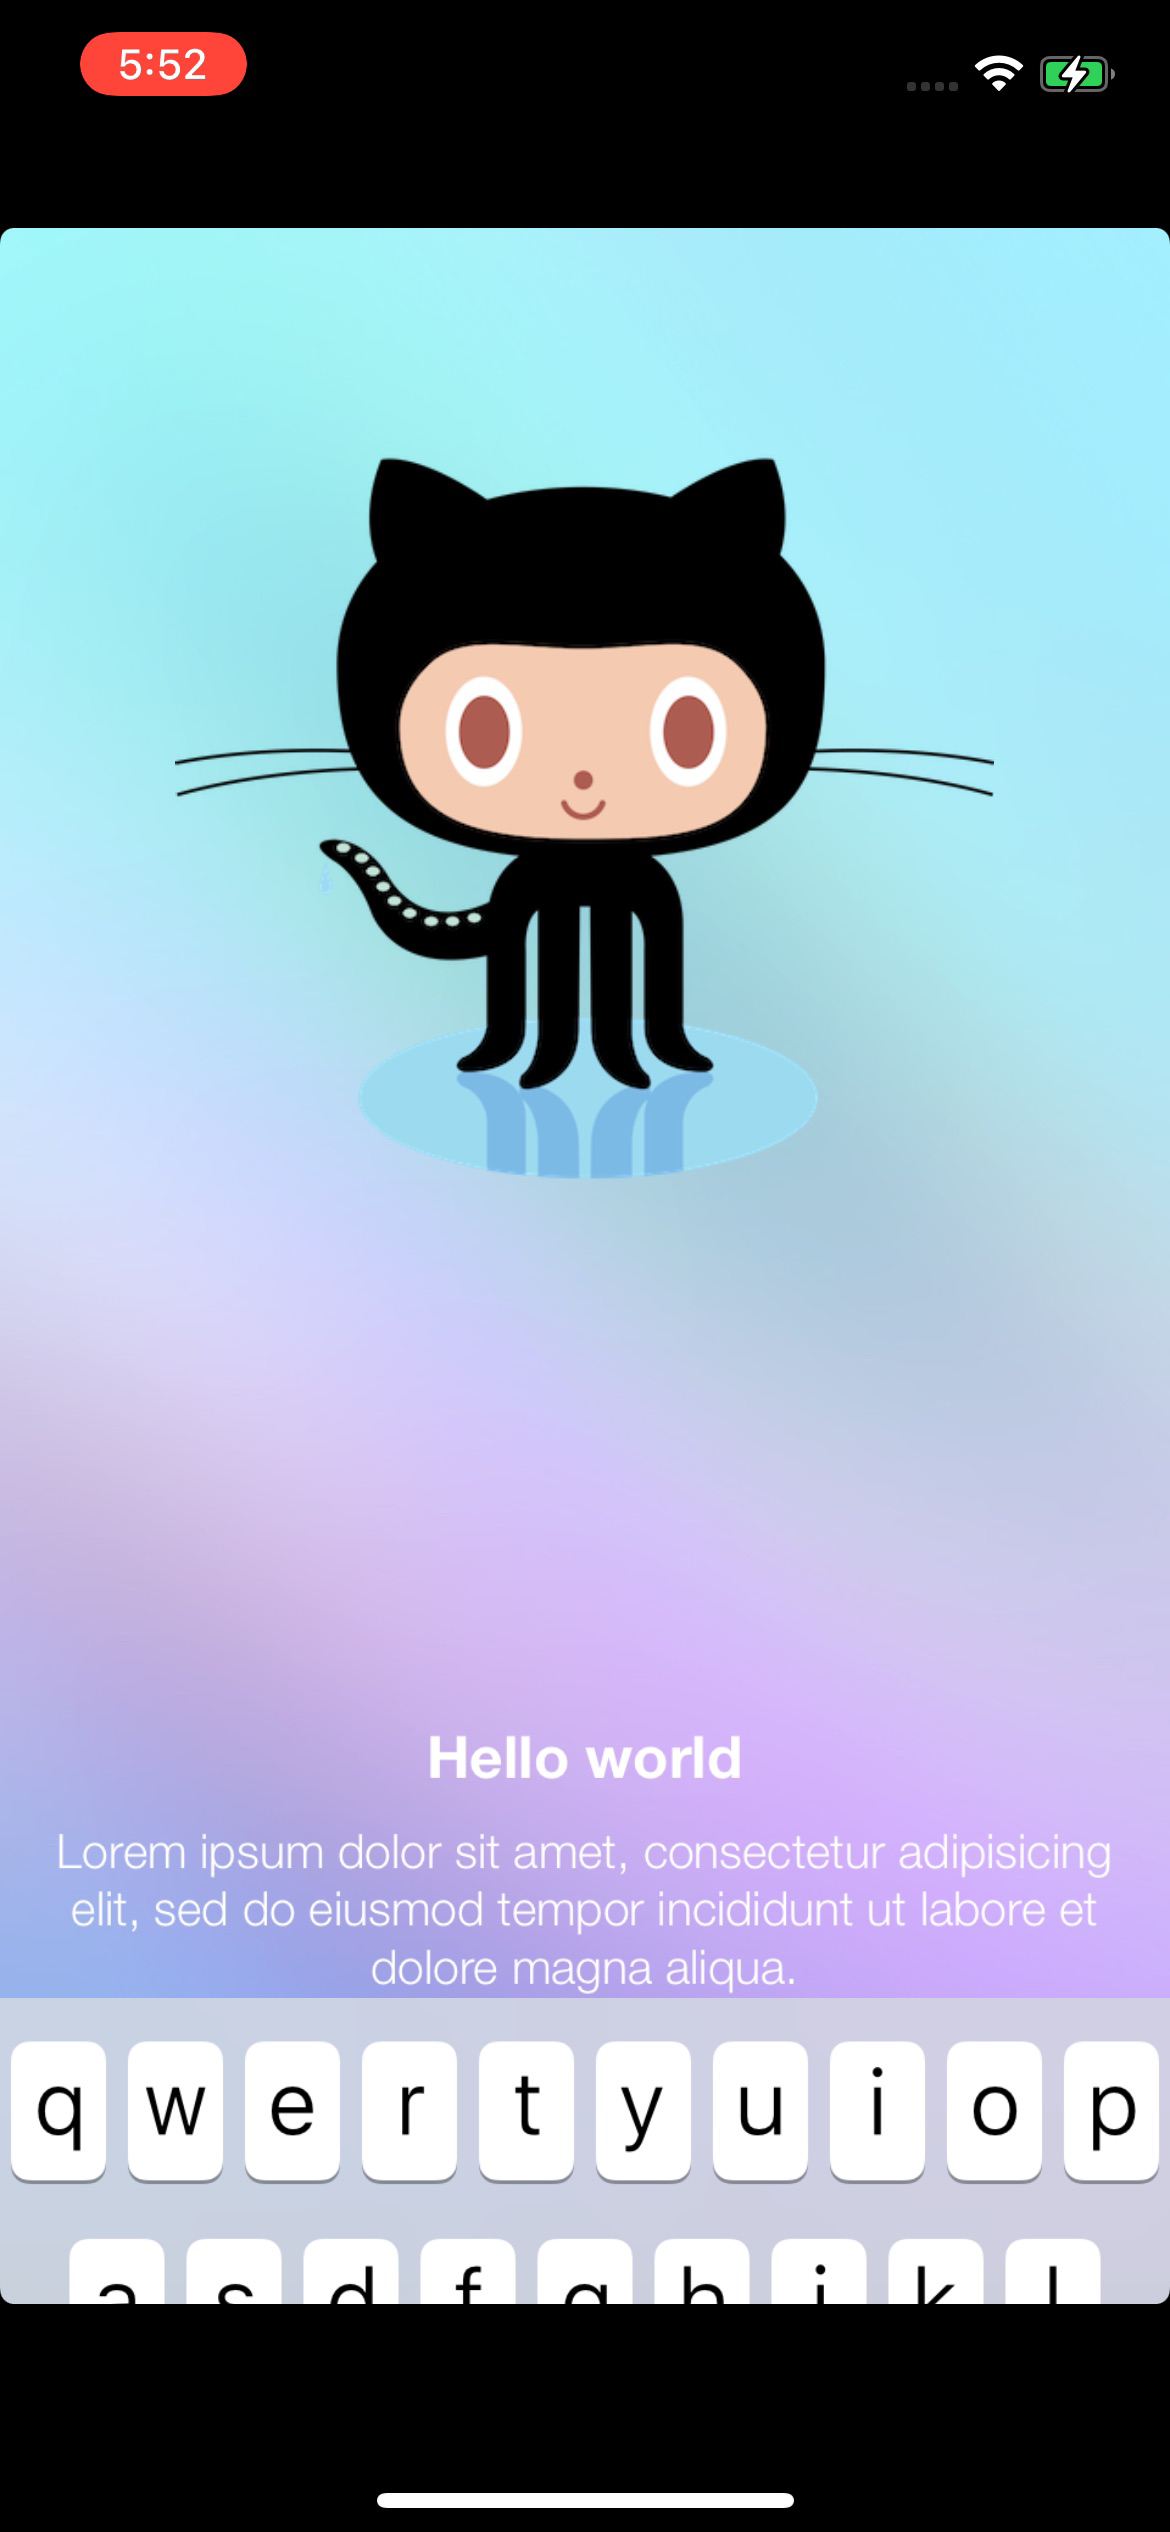 5:52
Hello world
Lorem ipsum dolor sit amet, consectetur adipisicing
elit, sed do eiusmod tempor incididunt ut labore et
dolore magna aliqua.
q w e r t y u i o p
a s d f g h j k l